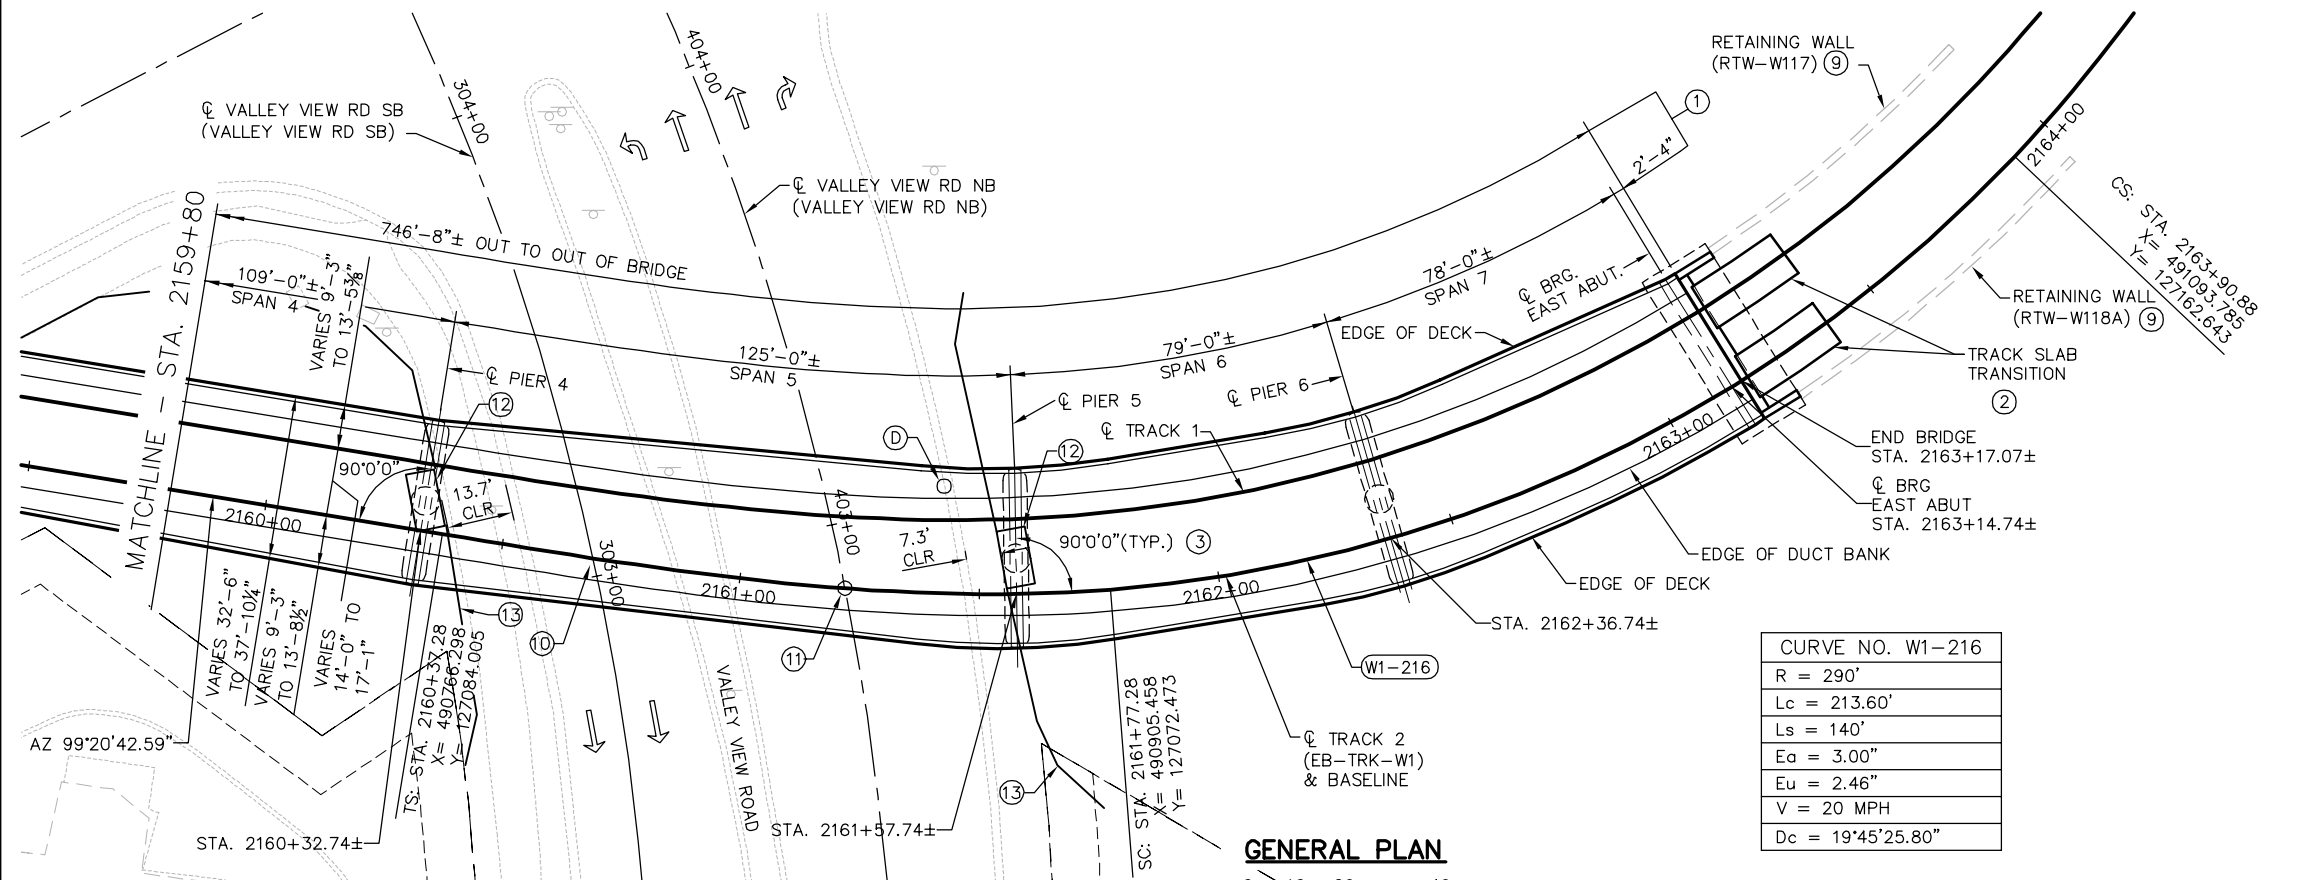 RETAINING WALL
(RTW-W117) 9
1
404+00
304+00
℄ VALLEY VIEW RD SB
(VALLEY VIEW RD SB)
℄ VALLEY VIEW RD NB
(VALLEY VIEW RD NB)
2'-4"
2164+00
CS: STA. 2163+90.88
X= 491093.785
Y= 127162.643
MATCHLINE - STA. 2159+80
746'-8"± OUT TO OUT OF BRIDGE
109'-0"±
SPAN 4
VARIES 9'-3"
TO 13'-5⅜"
78'-0"±
SPAN 7
℄ BRG.
EAST ABUT.
RETAINING WALL
(RTW-W118A) 9
EDGE OF DECK
125'-0"±
SPAN 5
79'-0"±
SPAN 6
TRACK SLAB
TRANSITION
2
℄ PIER 4
12
℄ PIER 5
℄ PIER 6
℄ TRACK 1
D
12
2163+00
END BRIDGE
STA. 2163+17.07±
90°0'0"
13.7'
CLR
℄ BRG
EAST ABUT
STA. 2163+14.74±
2160+00
403+00
7.3'
CLR
90°0'0"(TYP.) 3
EDGE OF DUCT BANK
303+00
2161+00
2162+00
EDGE OF DECK
13
10
11
STA. 2162+36.74±
VARIES 32'-6"
TO 37'-10¼"
VARIES 9'-3"
TO 13'-8½"
VARIES
14'-0" TO
17'-1"
TS: STA. 2160+37.28
X= 490766.298
Y= 127084.005
VALLEY VIEW ROAD
W1-216
SC: STA. 2161+77.28
X= 490905.458
Y= 127072.473
℄ TRACK 2
(EB-TRK-W1)
& BASELINE
AZ 99°20'42.59"
13
STA. 2160+32.74±
STA. 2161+57.74±
GENERAL PLAN
CURVE NO. W1-216
R = 290'
Lc = 213.60'
Ls = 140'
Ea = 3.00"
Eu = 2.46"
V = 20 MPH
Dc = 19°45'25.80"